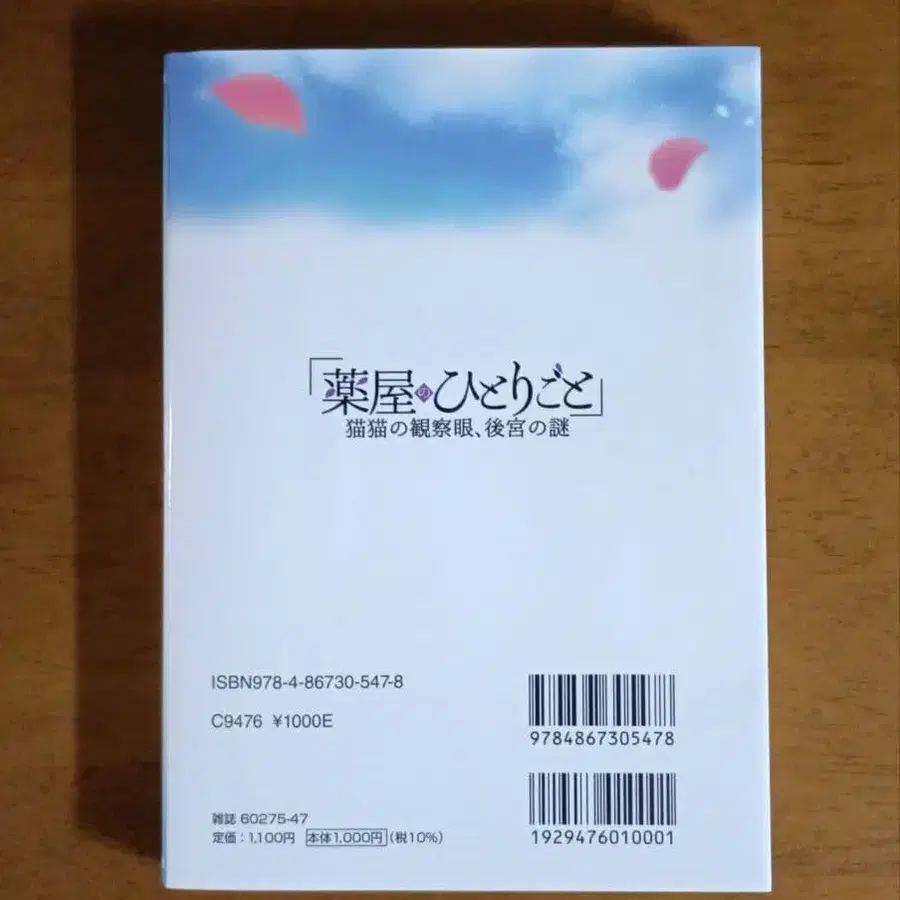 「薬屋のひとりごと」
猫猫の観察眼、後宮の謎
ISBN978-4-86730-547-8
C9476 ¥1000E
9784867305478
雑誌 60275-47
定価：1,100円 本体1,000円（税10%）
1929476010001